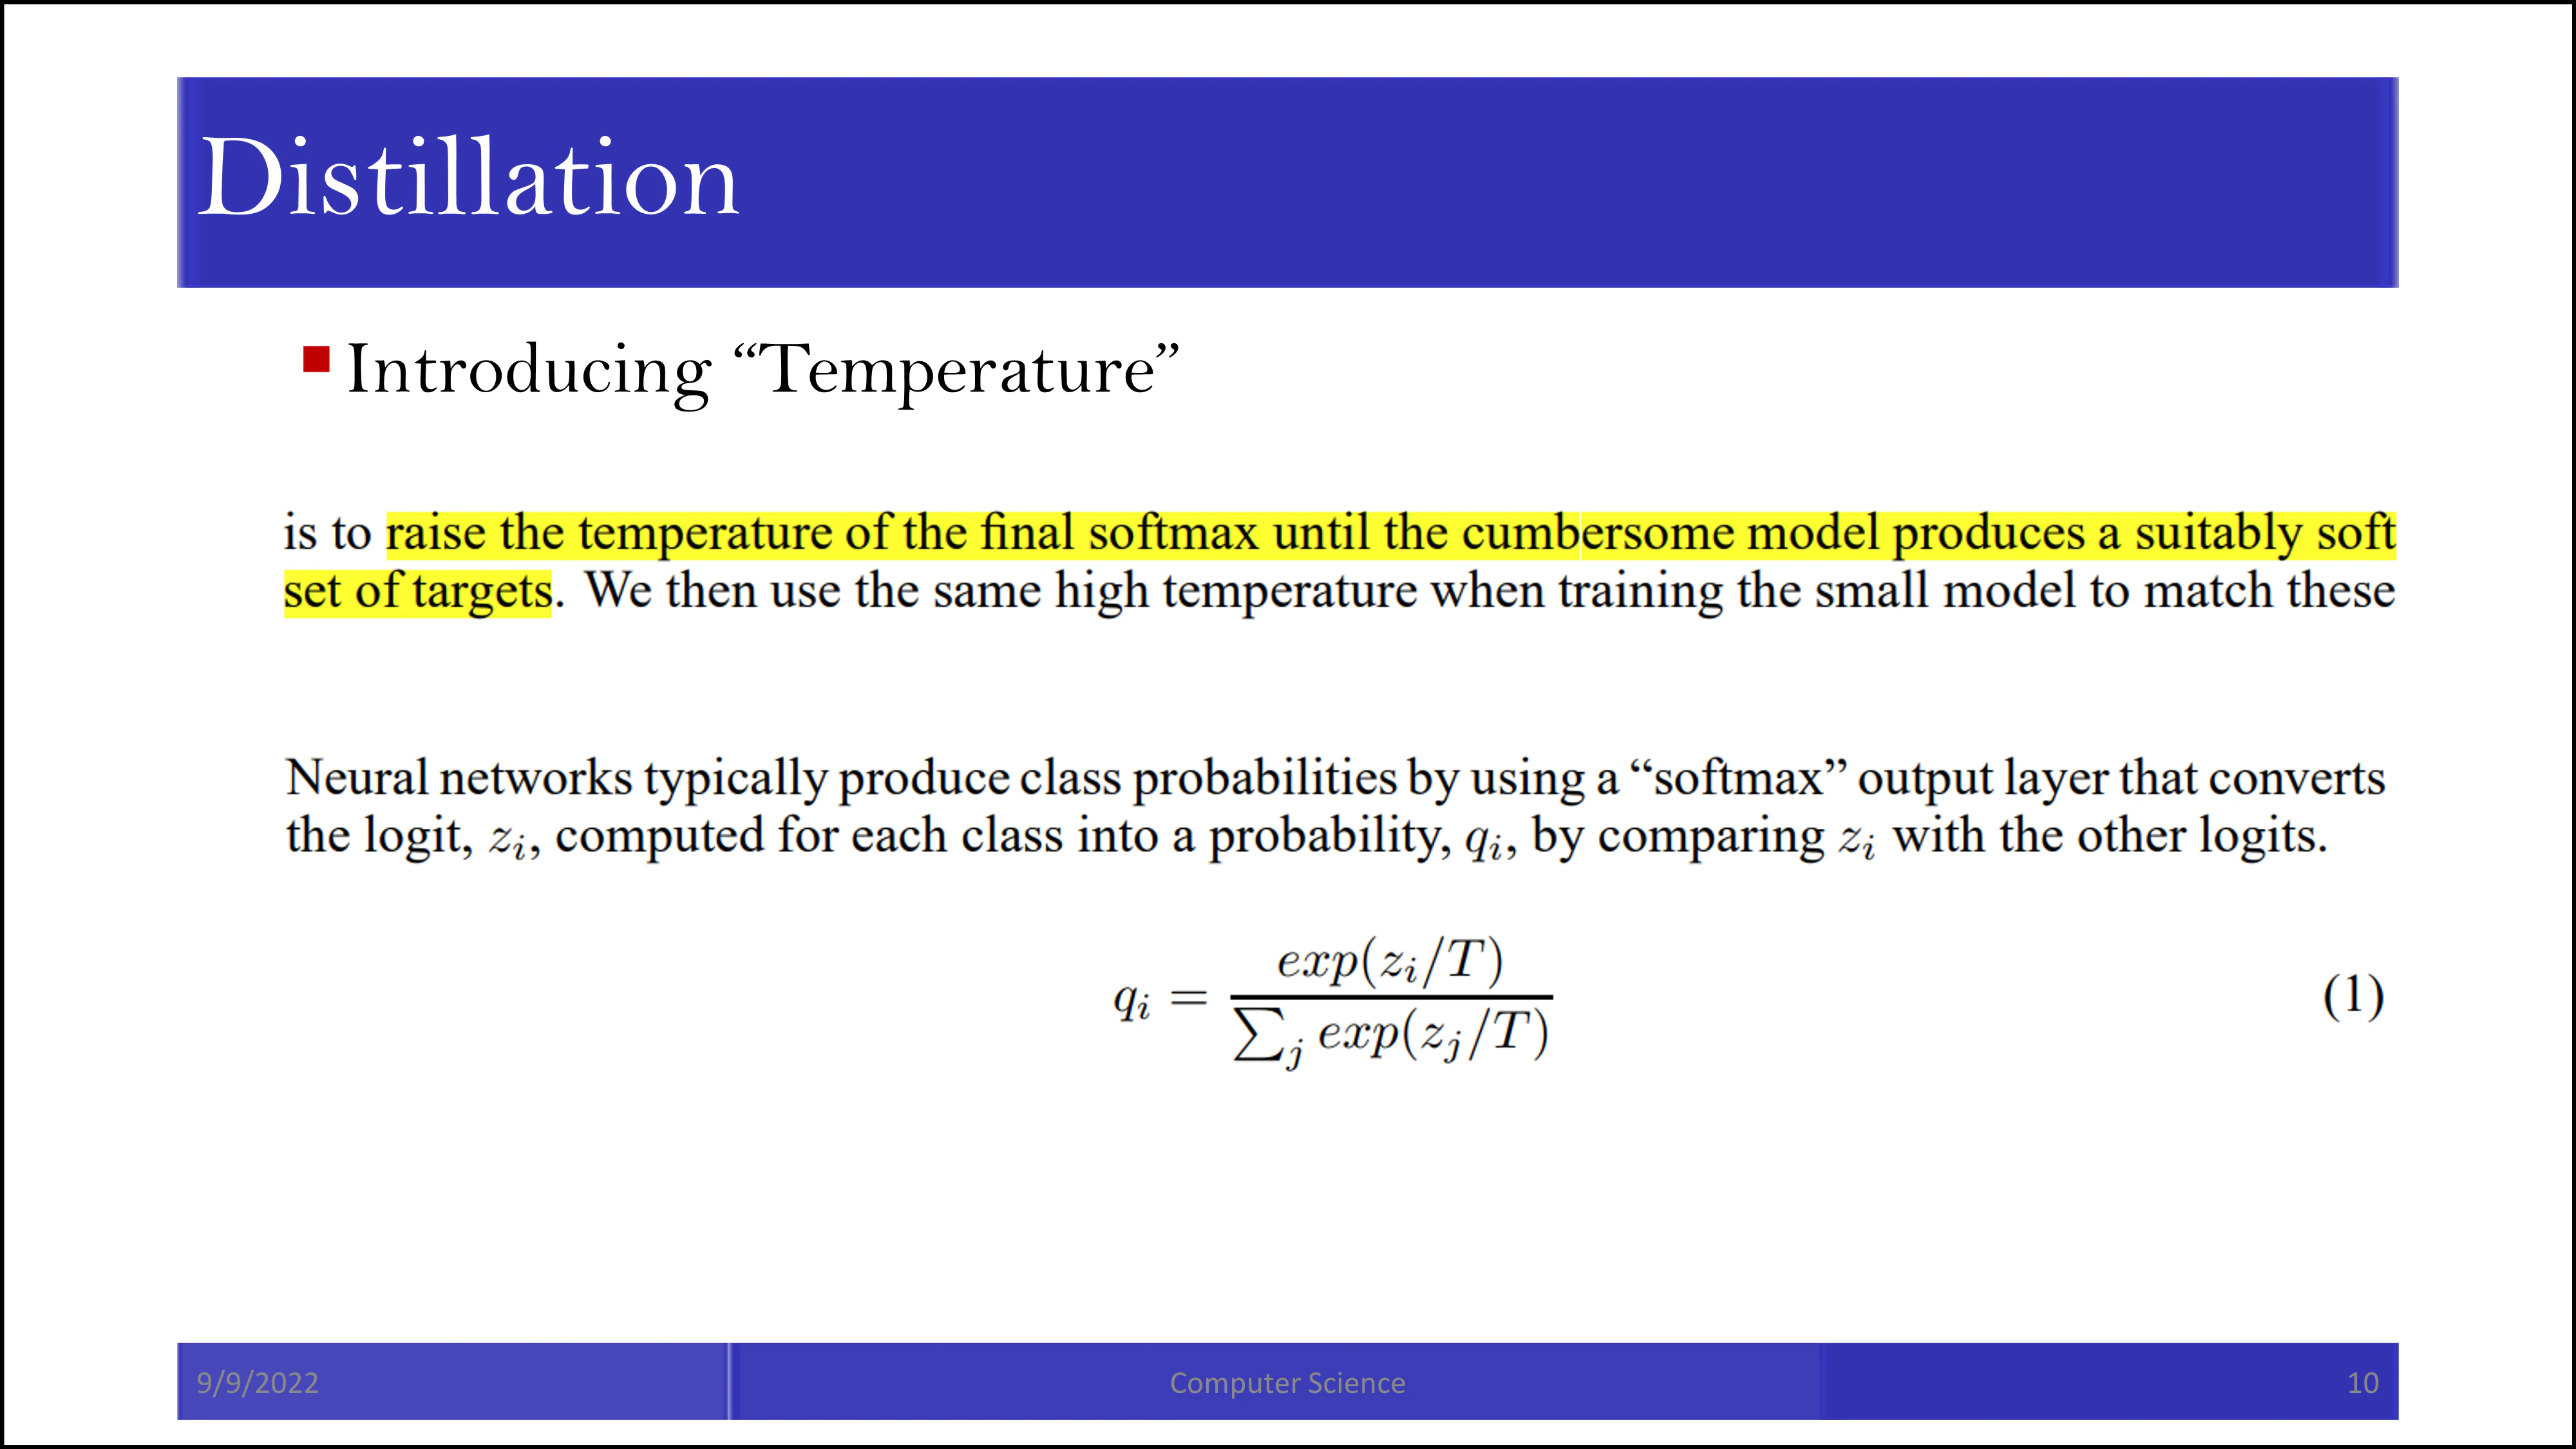 Distillation
Introducing “Temperature”
is to raise the temperature of the final softmax until the cumbersome model produces a suitably soft
set of targets. We then use the same high temperature when training the small model to match these
Neural networks typically produce class probabilities by using a “softmax” output layer that converts
the logit, z_i, computed for each class into a probability, q_i, by comparing z_i with the other logits.
q_i = exp(z_i/T) / ∑_j exp(z_j/T) (1)
9/9/2022 Computer Science 10